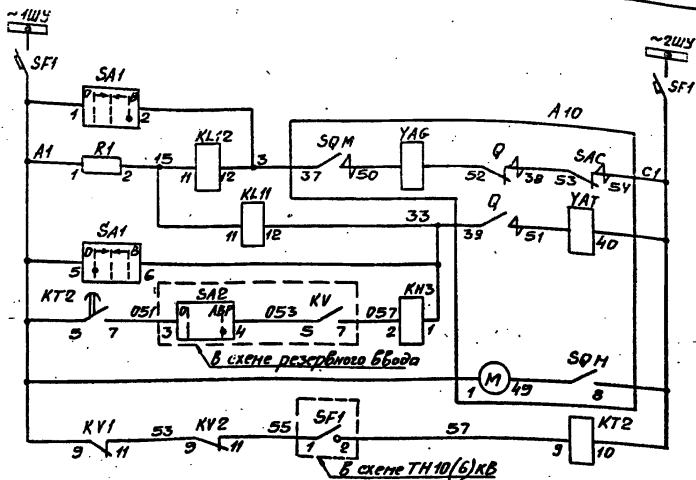 ~1ШУ
~2ШУ
SF1
SF1
SA1
О В
1 2
A10
A1
R1
1 2
15
KL12
11 12
3
SQM
37 50
YAG
Q
52 38
SAC
53 54
C1
KL11
11 12
33
Q
39 51
YAT
40
SA1
О В
5 6
KT2
5 7
051
SA2
О АВР
3 4
053
KV
5 7
057
KH3
2 1
В схеме резервного ввода
M
1 49
SQM
8
KV1
9 11
53
KV2
9 11
55
SF1
1 2
57
KT2
9 10
В схеме ТН 10(6) кВ